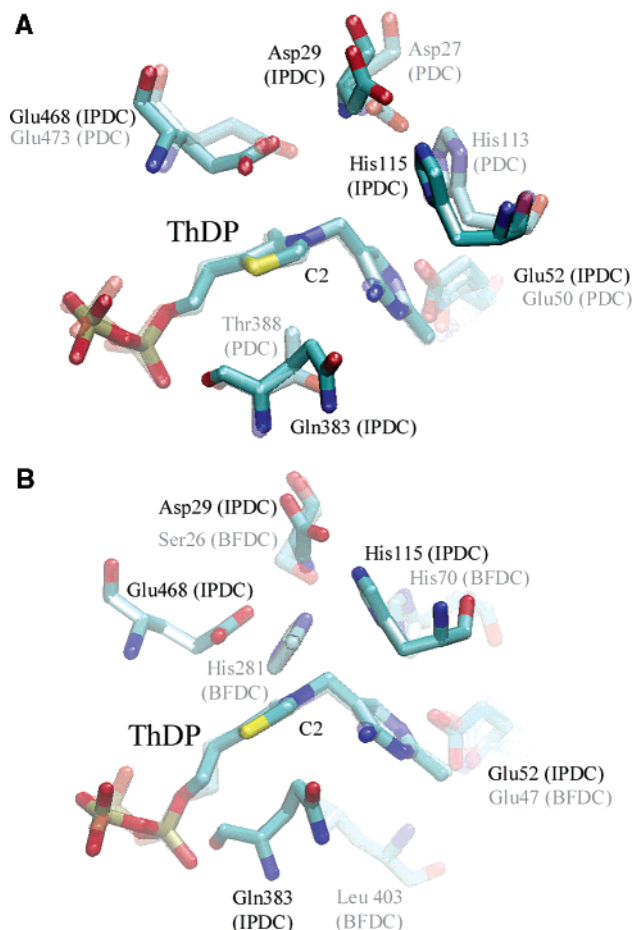 A
Asp29
(IPDC)
Asp27
(PDC)
Glu468 (IPDC)
Glu473 (PDC)
His115
(IPDC)
His113
(PDC)
ThDP
C2
Glu52 (IPDC)
Glu50 (PDC)
Thr388
(PDC)
Gln383 (IPDC)
B
Asp29 (IPDC)
Ser26 (BFDC)
His115 (IPDC)
His70 (BFDC)
Glu468 (IPDC)
His281
(BFDC)
ThDP
C2
Glu52 (IPDC)
Glu47 (BFDC)
Gln383
(IPDC)
Leu 403
(BFDC)